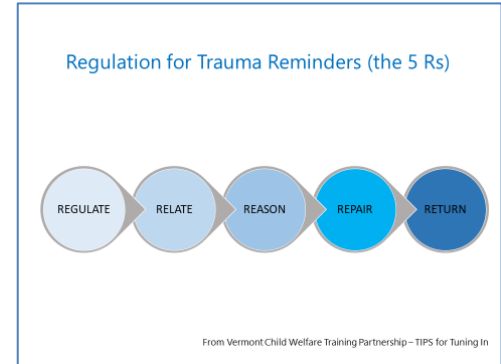 Regulation for Trauma Reminders (the 5 Rs)
REGULATE RELATE REASON REPAIR RETURN
From Vermont Child Welfare Training Partnership – TIPS for Tuning In